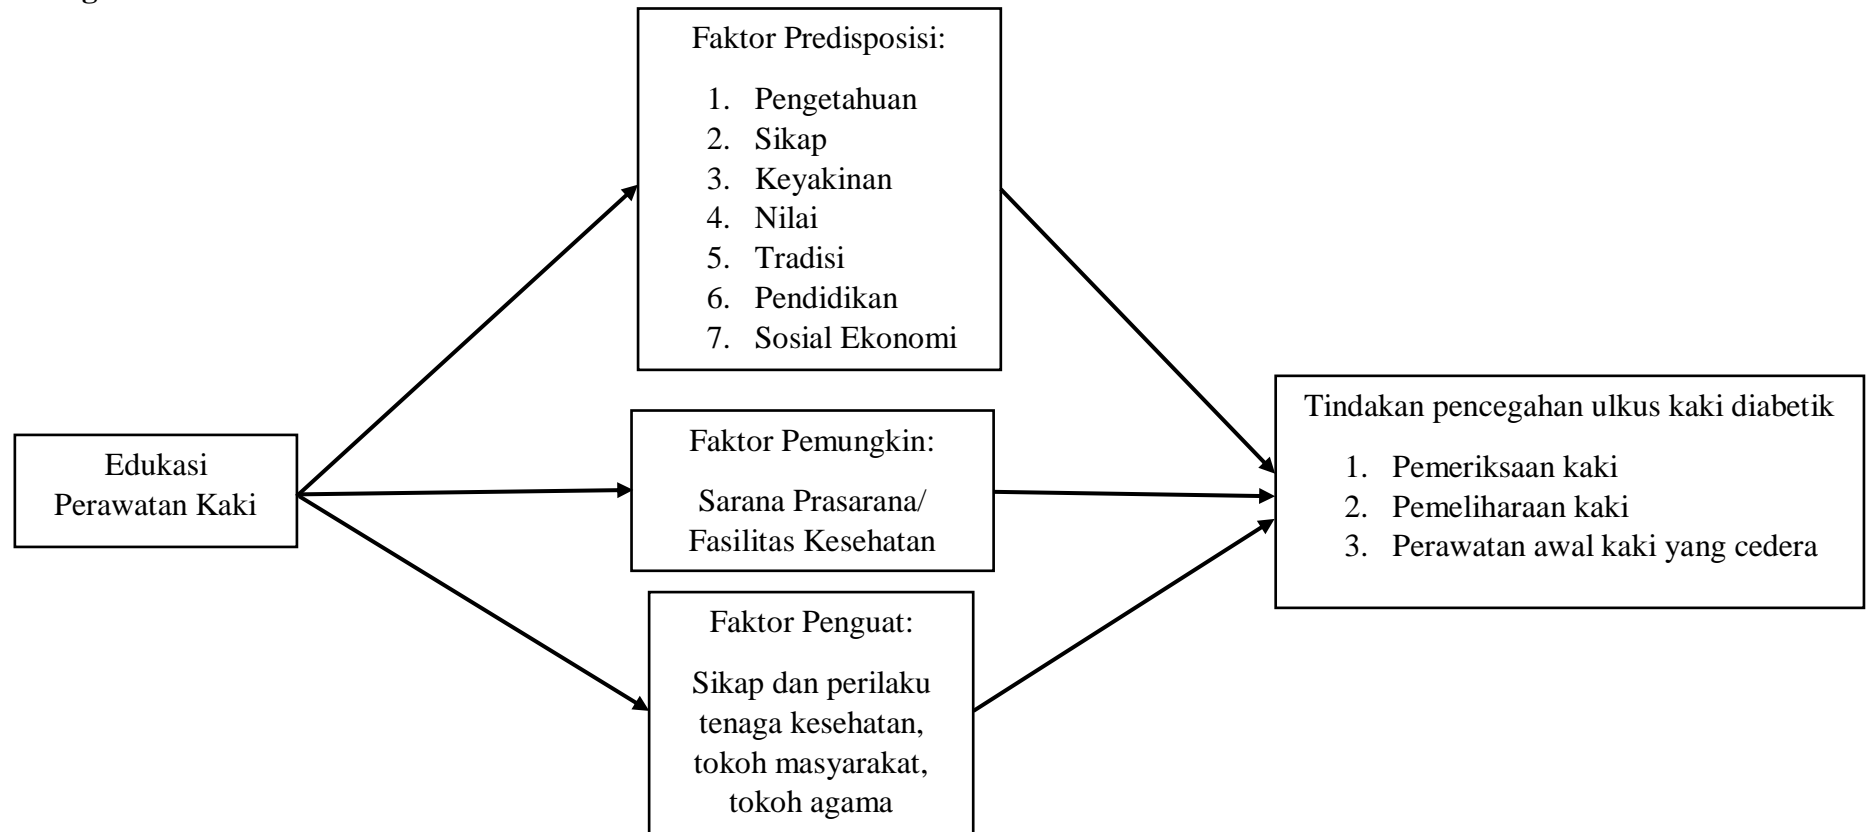 Faktor Predisposisi:
1. Pengetahuan
2. Sikap
3. Keyakinan
4. Nilai
5. Tradisi
6. Pendidikan
7. Sosial Ekonomi
Edukasi
Perawatan Kaki
Faktor Pemungkin:
Sarana Prasarana/
Fasilitas Kesehatan
Faktor Penguat:
Sikap dan perilaku
tenaga kesehatan,
tokoh masyarakat,
tokoh agama
Tindakan pencegahan ulkus kaki diabetik
1. Pemeriksaan kaki
2. Pemeliharaan kaki
3. Perawatan awal kaki yang cedera